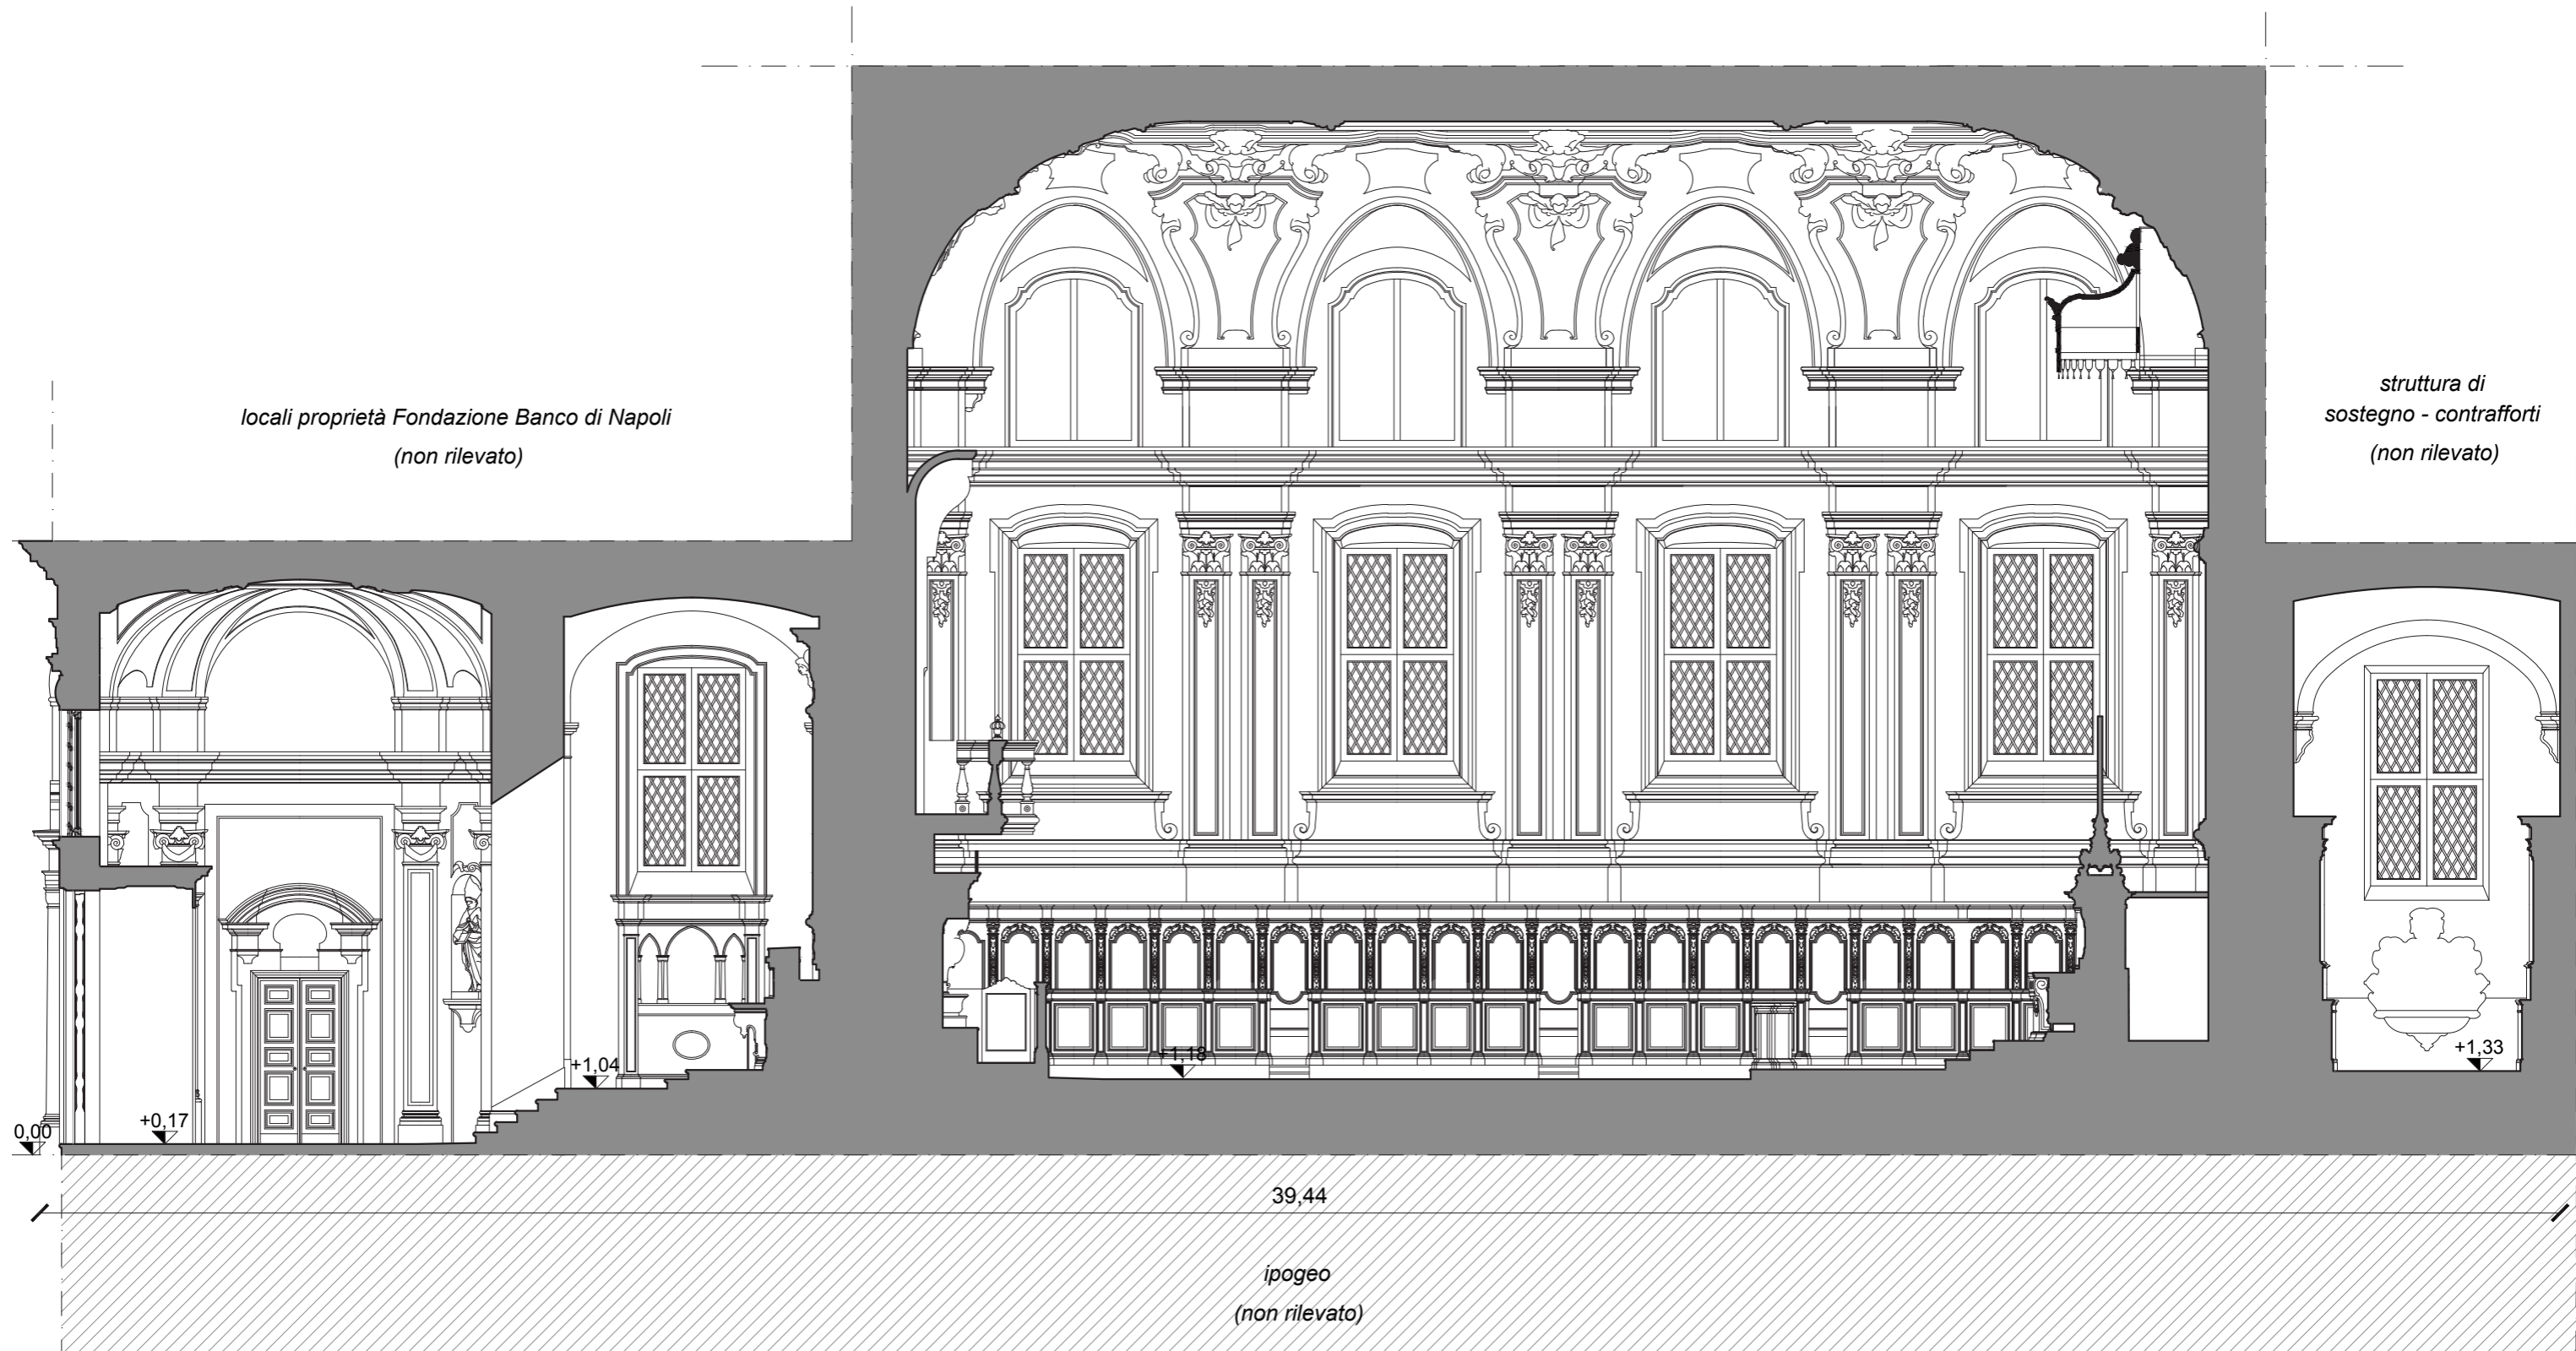 locali proprietà Fondazione Banco di Napoli
(non rilevato)
struttura di
sostegno - contrafforti
(non rilevato)
0,00
+0,17
+1,04
+1,18
+1,33
39,44
ipogeo
(non rilevato)